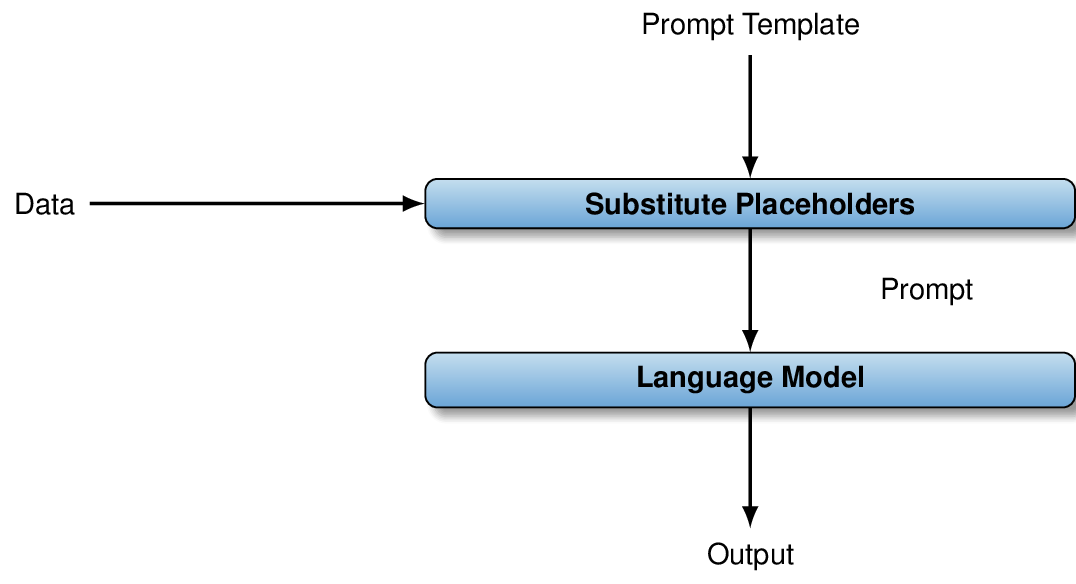 Prompt Template
Data
Substitute Placeholders
Prompt
Language Model
Output